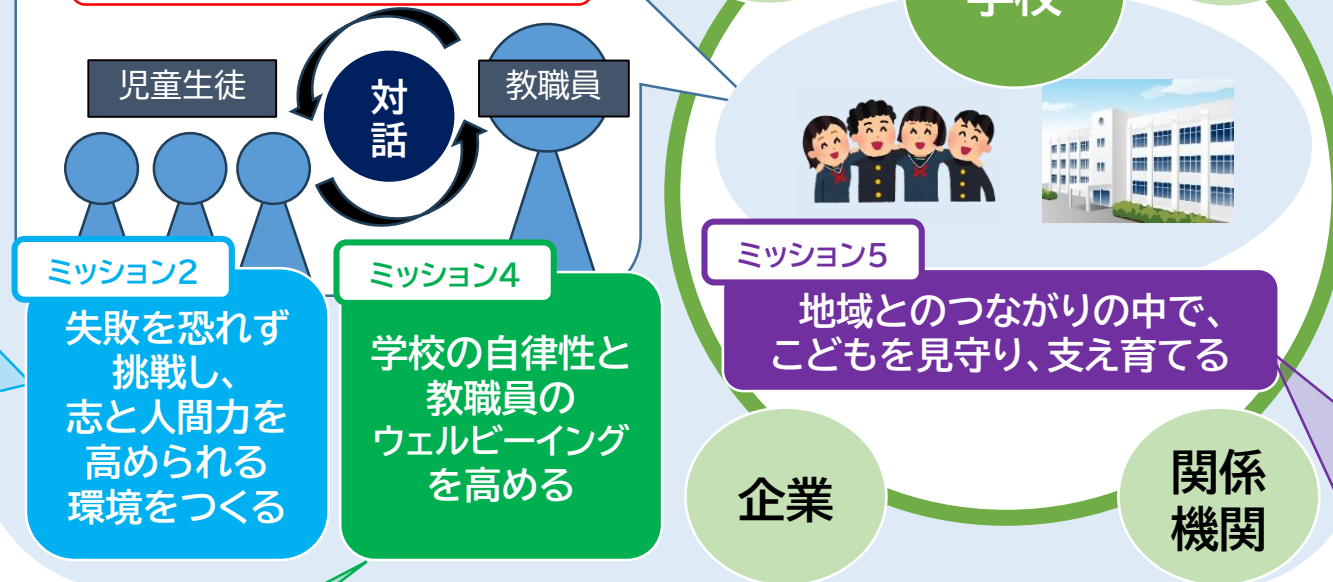 学校
児童生徒
対
話
教職員
ミッション2
失敗を恐れず
挑戦し、
志と人間力を
高められる
環境をつくる
ミッション4
学校の自律性と
教職員の
ウェルビーイング
を高める
ミッション5
地域とのつながりの中で、
こどもを見守り、支え育てる
企業
関係
機関